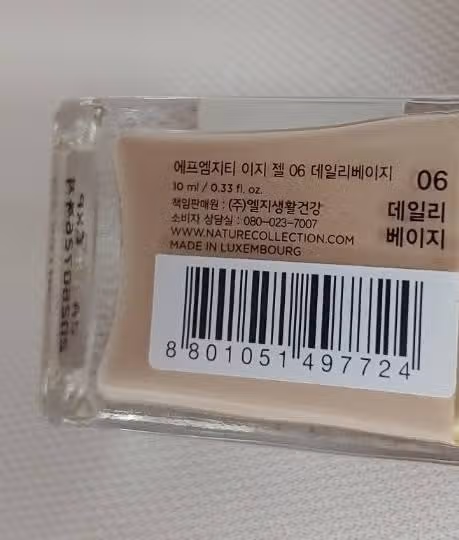 에프엠지티 이지 젤 06 데일리베이지
10 ml / 0.33 fl. oz.
책임판매원 : (주)엘지생활건강
소비자 상담실 : 080-023-7007
WWW.NATURECOLLECTION.COM
MADE IN LUXEMBOURG
06
데일리
베이지
8 801051 497724